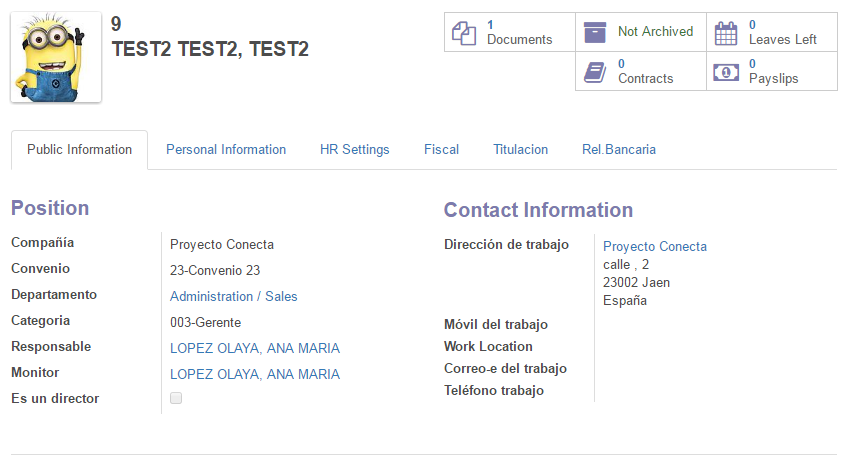 9
TEST2 TEST2, TEST2
1
Documents
Not Archived
0
Leaves Left
0
Contracts
0
Payslips
Public Information
Personal Information
HR Settings
Fiscal
Titulacion
Rel.Bancaria
Position
Compañía
Proyecto Conecta
Convenio
23-Convenio 23
Departamento
Administration / Sales
Categoria
003-Gerente
Responsable
LOPEZ OLAYA, ANA MARIA
Monitor
LOPEZ OLAYA, ANA MARIA
Es un director
Contact Information
Dirección de trabajo
Proyecto Conecta
calle , 2
23002 Jaen
España
Móvil del trabajo
Work Location
Correo-e del trabajo
Teléfono trabajo